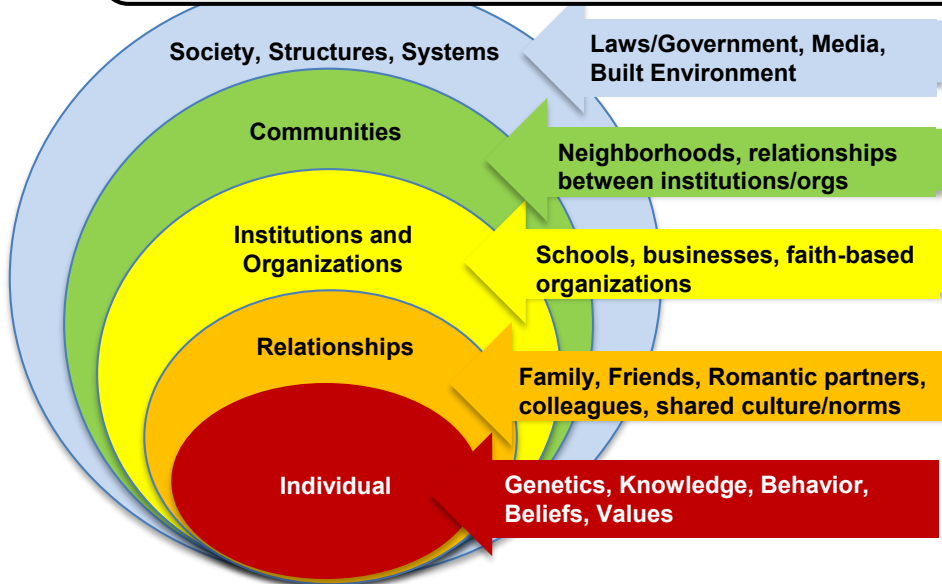 Society, Structures, Systems
Laws/Government, Media,
Built Environment
Communities
Neighborhoods, relationships
between institutions/orgs
Institutions and
Organizations
Schools, businesses, faith-based
organizations
Relationships
Family, Friends, Romantic partners,
colleagues, shared culture/norms
Individual
Genetics, Knowledge, Behavior,
Beliefs, Values